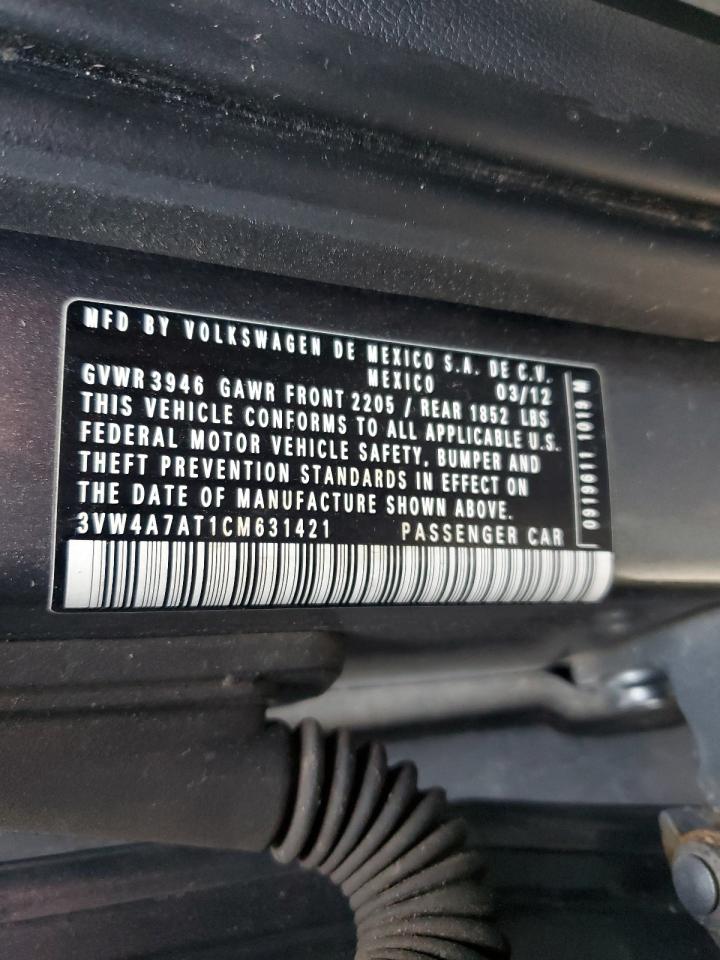 MFD BY VOLKSWAGEN DE MEXICO S.A. DE C.V.
MEXICO 03/12
GVWR 3946 GAWR FRONT 2205 / REAR 1852 LBS
THIS VEHICLE CONFORMS TO ALL APPLICABLE U.S.
FEDERAL MOTOR VEHICLE SAFETY, BUMPER AND
THEFT PREVENTION STANDARDS IN EFFECT ON
THE DATE OF MANUFACTURE SHOWN ABOVE.
3VW4A7AT1CM631421 PASSENGER CAR